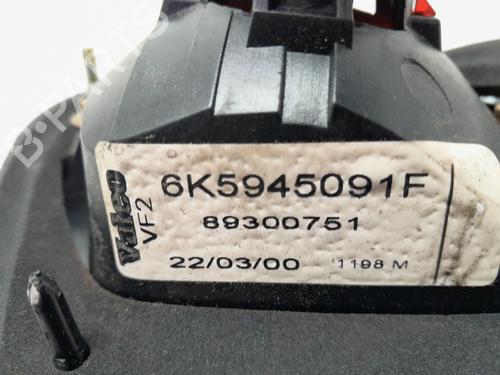 Valeo
VF2
6K5945091F
89300751
22/03/00
1198 M
B-PARTS